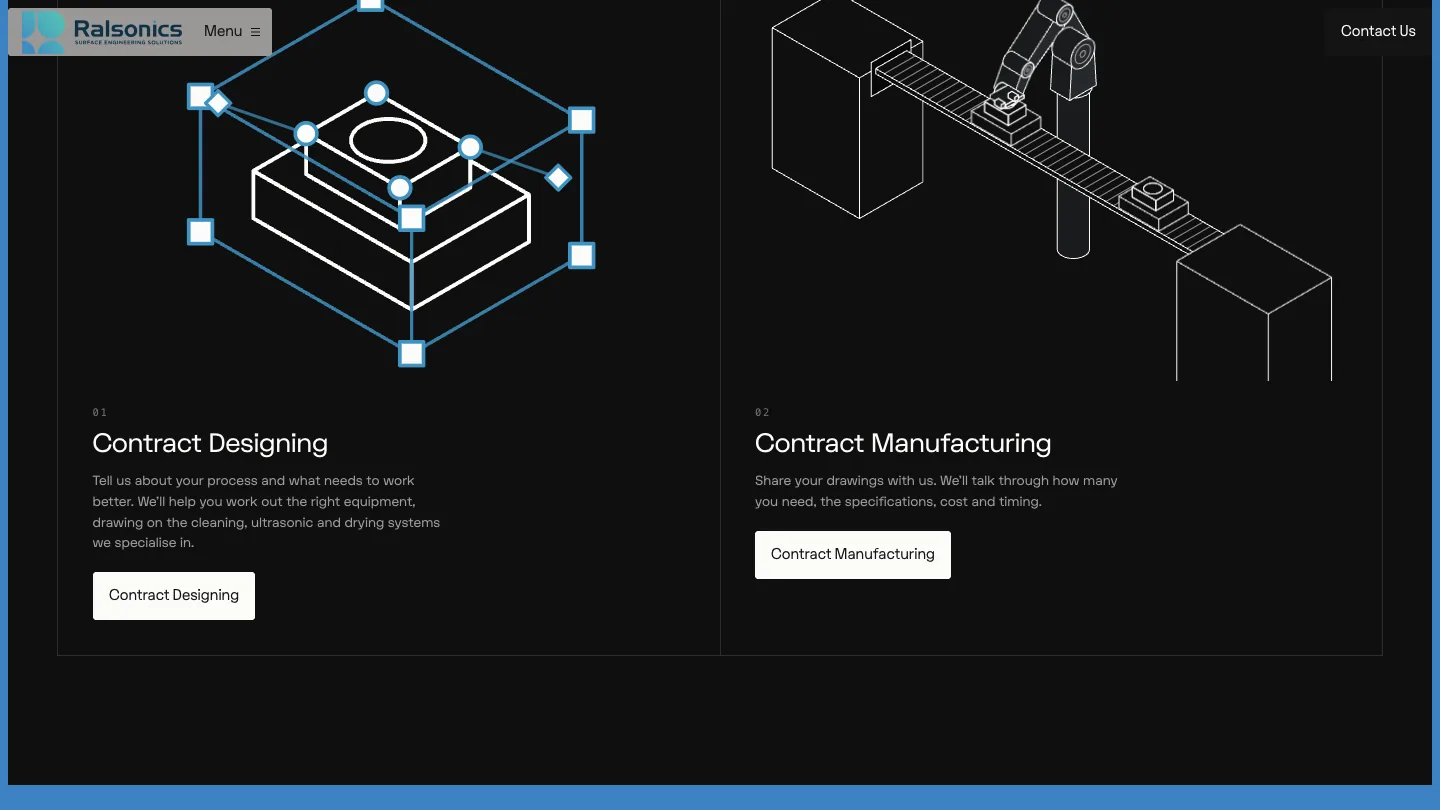 Ralsonics
SURFACE ENGINEERING SOLUTIONS
Menu
Contact Us
01
Contract Designing
Tell us about your process and what needs to work
better. We'll help you work out the right equipment,
drawing on the cleaning, ultrasonic and drying systems
we specialise in.
Contract Designing
02
Contract Manufacturing
Share your drawings with us. We'll talk through how many
you need, the specifications, cost and timing.
Contract Manufacturing